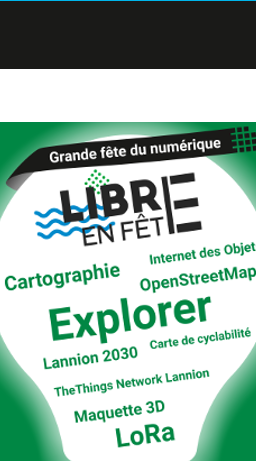 Grande fête du numérique
LIBRE
EN FÊTE
Internet des Objet
Cartographie
OpenStreetMap
Explorer
Carte de cyclabilité
Lannion 2030
TheThings Network Lannion
Maquette 3D
LoRa